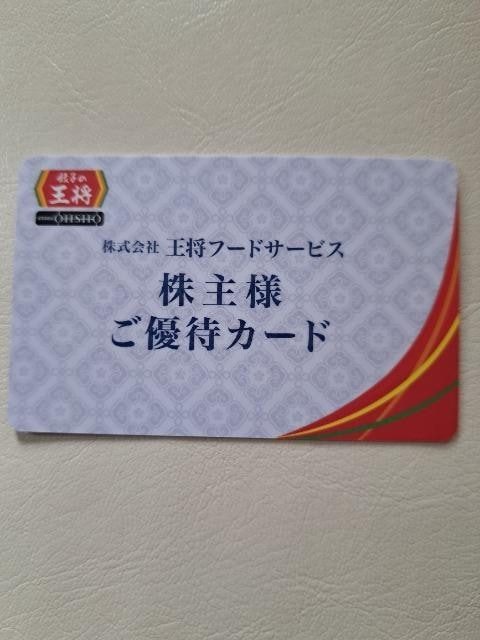 餃子の
王将
OHSHO
株式会社 王将フードサービス
株主様
ご優待カード